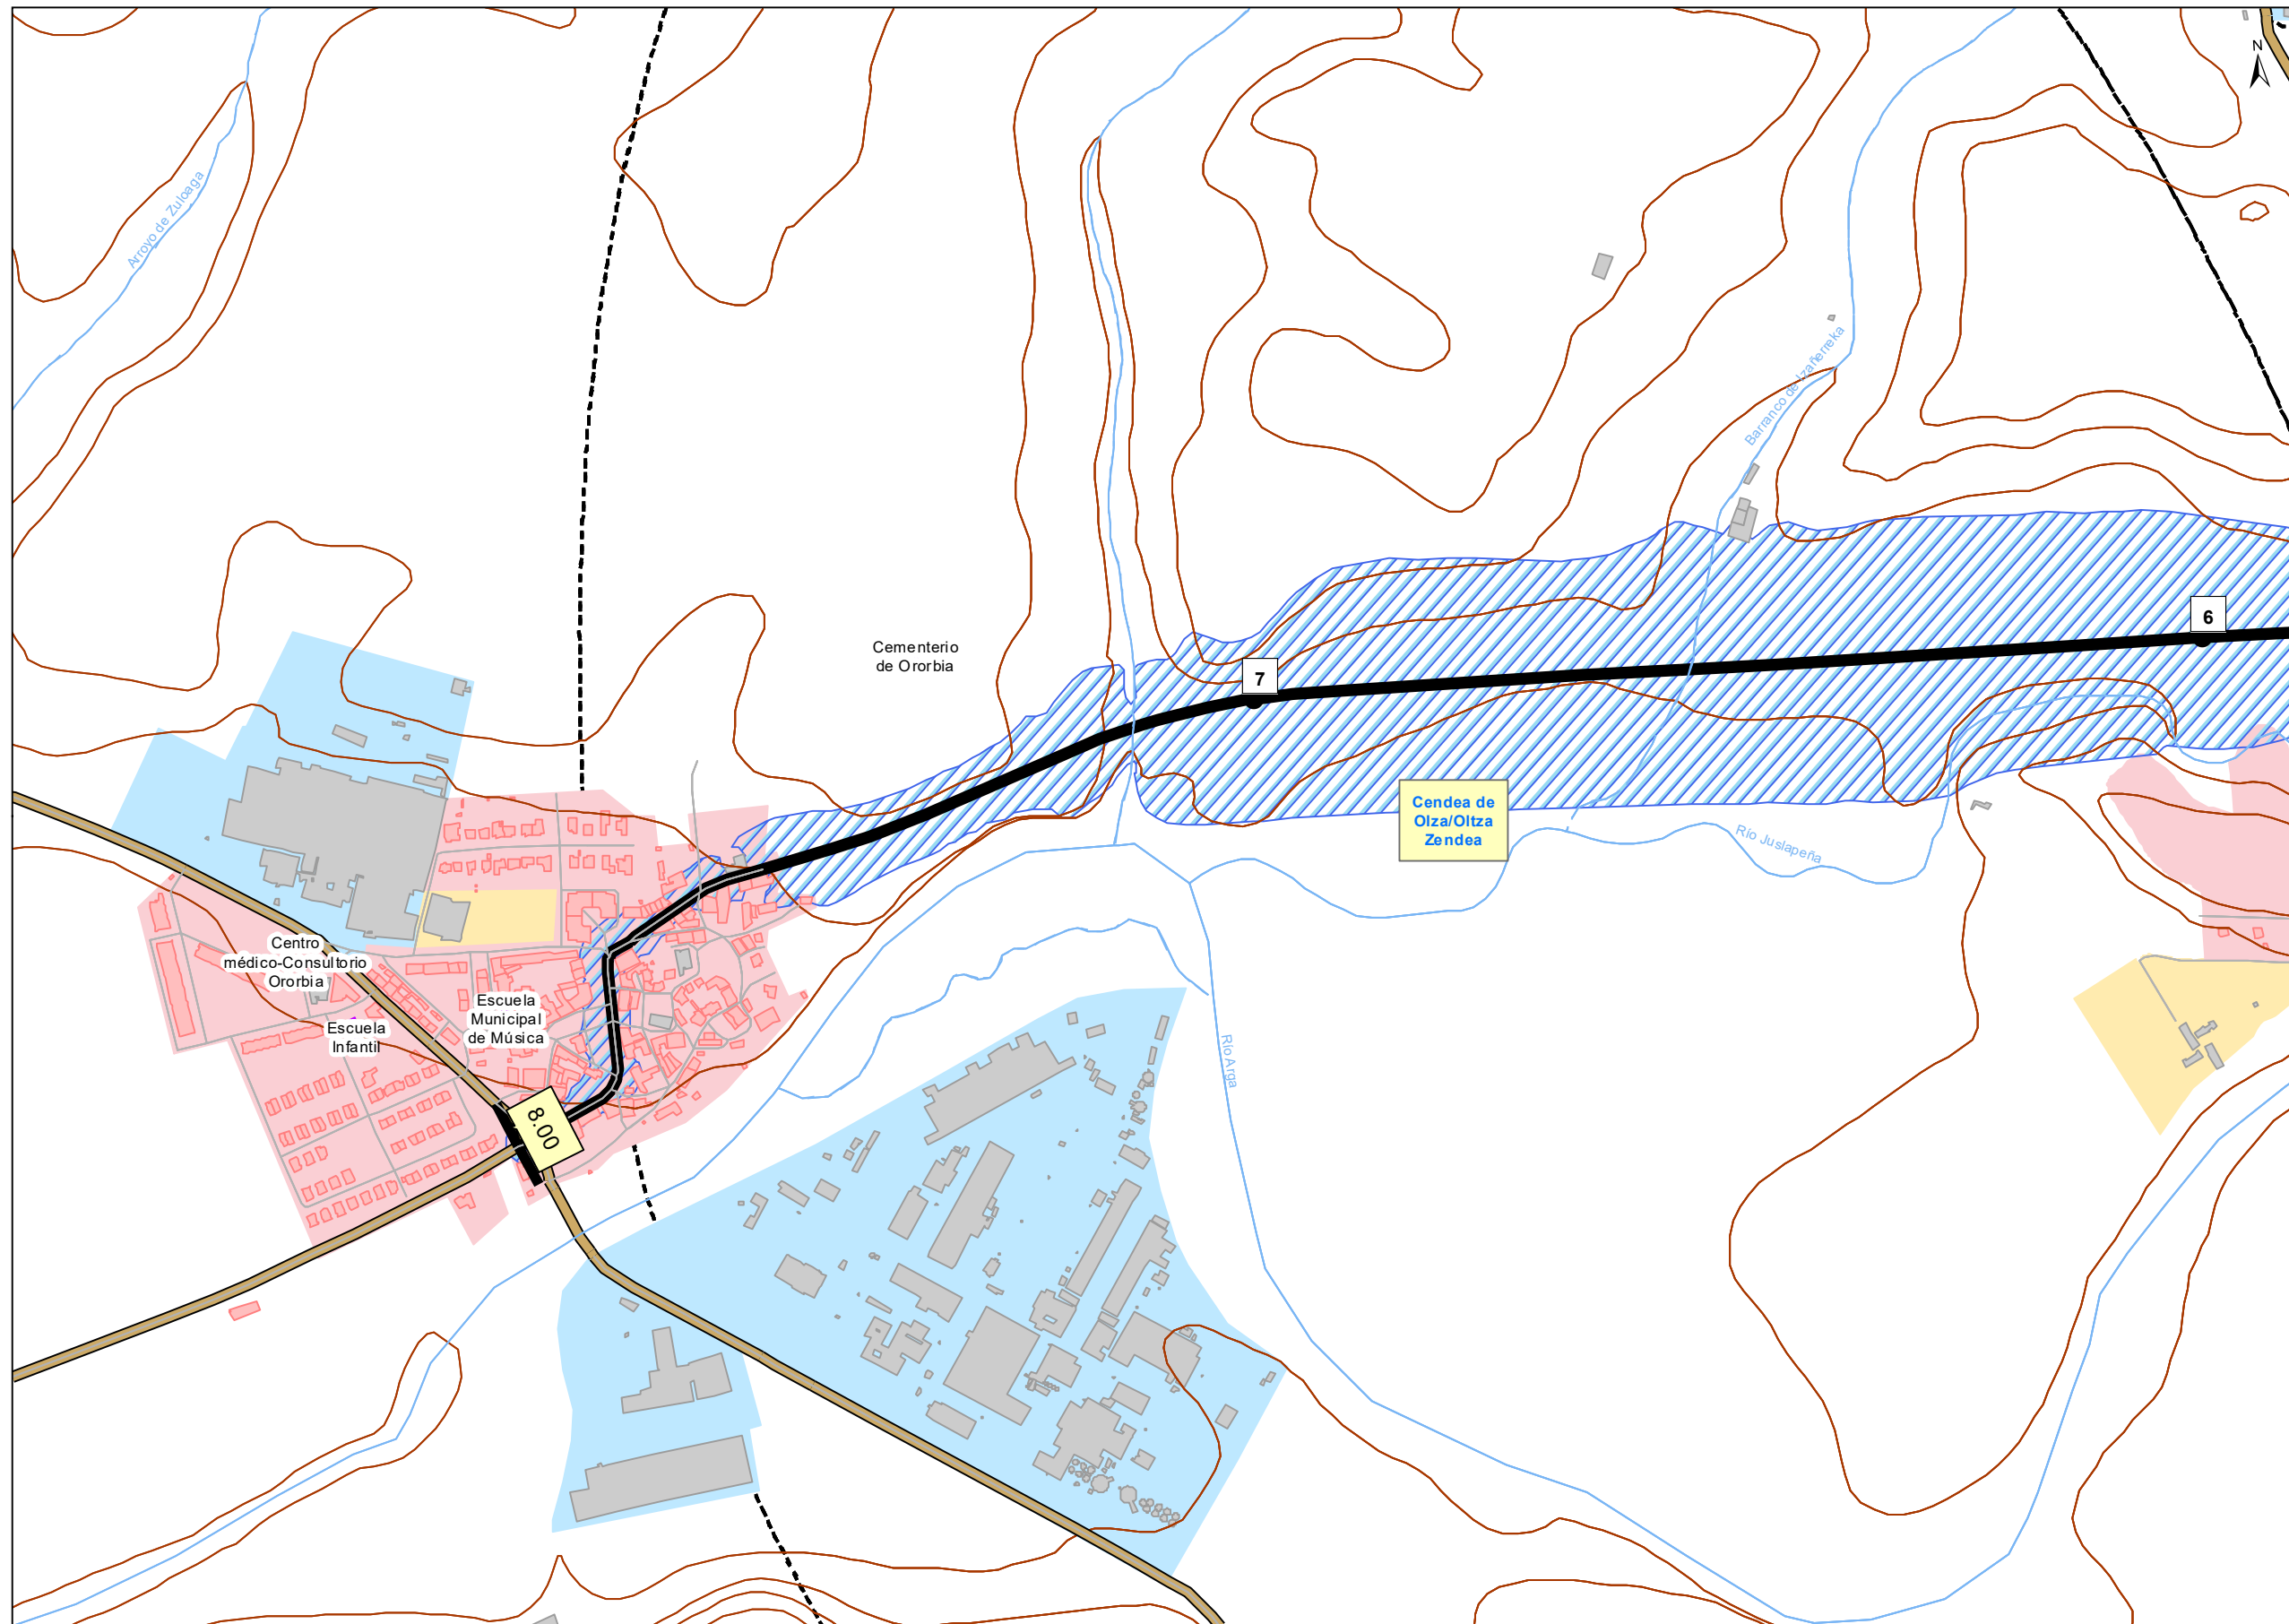 N
Arroyo de Zuloaga
Barranco de Izañerreka
6
Cementerio
de Ororbia
7
Cendea de
Olza/Oltza
Zendea
Río Juslapeña
Centro
médico-Consultorio
Ororbia
Escuela
Municipal
de Música
Escuela
Infantil
Río Arga
8.00